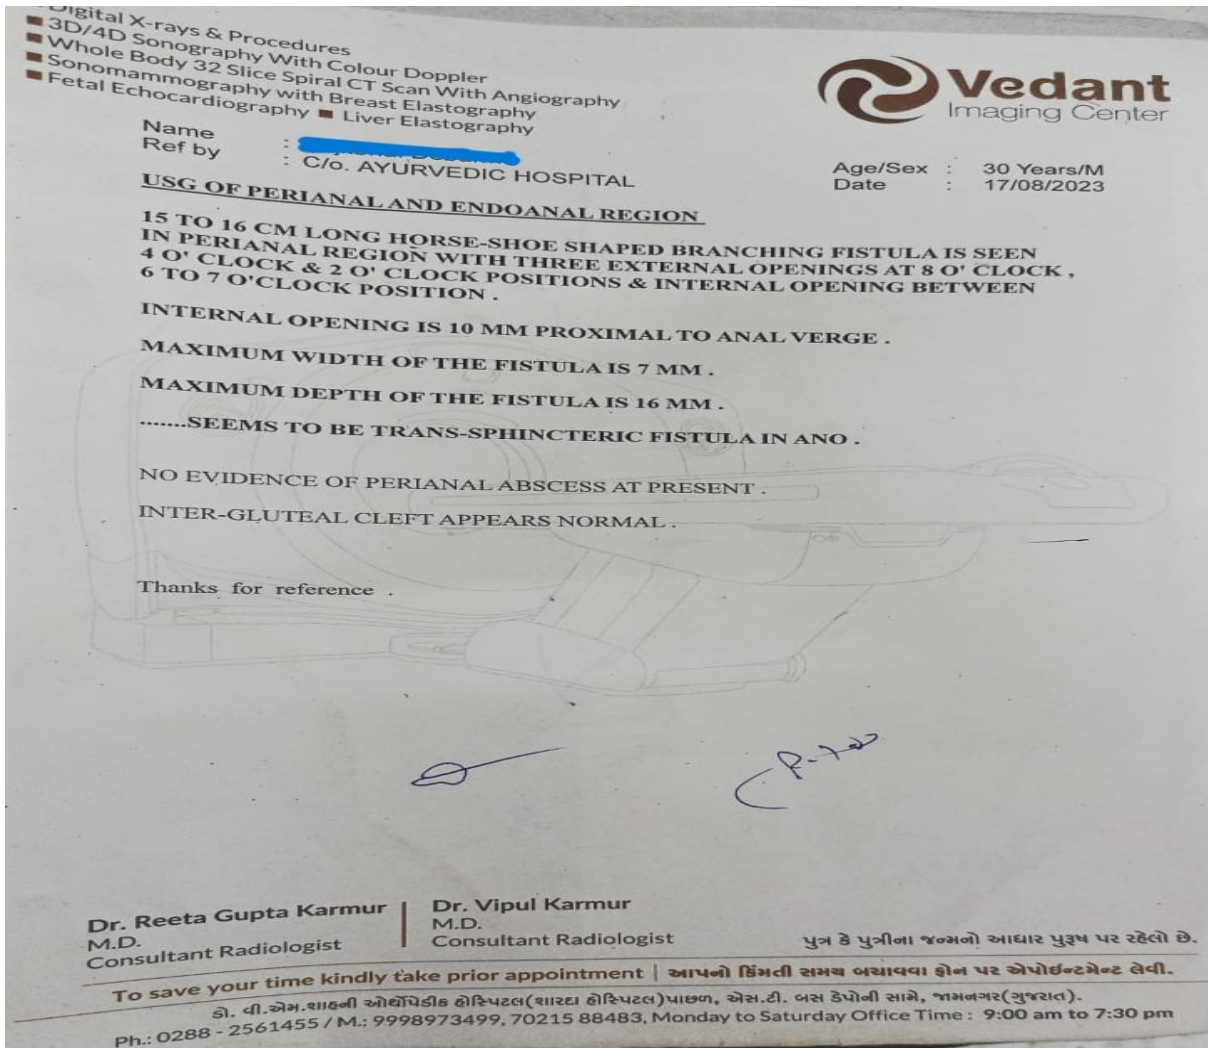 Digital X-rays & Procedures
3D/4D Sonography With Colour Doppler
Whole Body 32 Slice Spiral CT Scan With Angiography
Sonomammography with Breast Elastography
Fetal Echocardiography ■ Liver Elastography
Vedant
Imaging Center
Name :
Ref by : C/o. AYURVEDIC HOSPITAL
Age/Sex : 30 Years/M
Date : 17/08/2023
USG OF PERIANAL AND ENDOANAL REGION
15 TO 16 CM LONG HORSE-SHOE SHAPED BRANCHING FISTULA IS SEEN
IN PERIANAL REGION WITH THREE EXTERNAL OPENINGS AT 8 O' CLOCK ,
4 O' CLOCK & 2 O' CLOCK POSITIONS & INTERNAL OPENING BETWEEN
6 TO 7 O'CLOCK POSITION .
INTERNAL OPENING IS 10 MM PROXIMAL TO ANAL VERGE .
MAXIMUM WIDTH OF THE FISTULA IS 7 MM .
MAXIMUM DEPTH OF THE FISTULA IS 16 MM .
.......SEEMS TO BE TRANS-SPHINCTERIC FISTULA IN ANO .
NO EVIDENCE OF PERIANAL ABSCESS AT PRESENT .
INTER-GLUTEAL CLEFT APPEARS NORMAL .
Thanks for reference .
Dr. Reeta Gupta Karmur
M.D.
Consultant Radiologist
Dr. Vipul Karmur
M.D.
Consultant Radiologist
પુત્ર કે પુત્રીના જન્મનો આધાર પુરૂષ પર રહેલો છે.
To save your time kindly take prior appointment | આપનો કિંમતી સમય બચાવવા ફોન પર એપોઈન્ટમેન્ટ લેવી.
ડો. વી.એમ.શાહની ઓર્થોપેડીક હોસ્પિટલ(શારદા હોસ્પિટલ)પાછળ, એસ.ટી. બસ ડેપોની સામે, જામનગર(ગુજરાત).
Ph.: 0288 - 2561455 / M.: 9998973499, 70215 88483, Monday to Saturday Office Time : 9:00 am to 7:30 pm